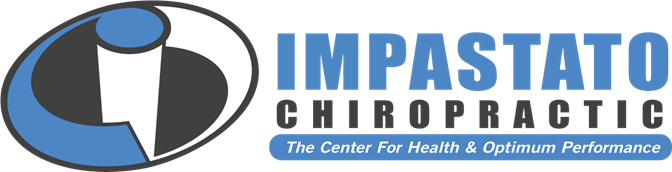 IMPASTATO
CHIROPRACTIC
The Center For Health & Optimum Performance